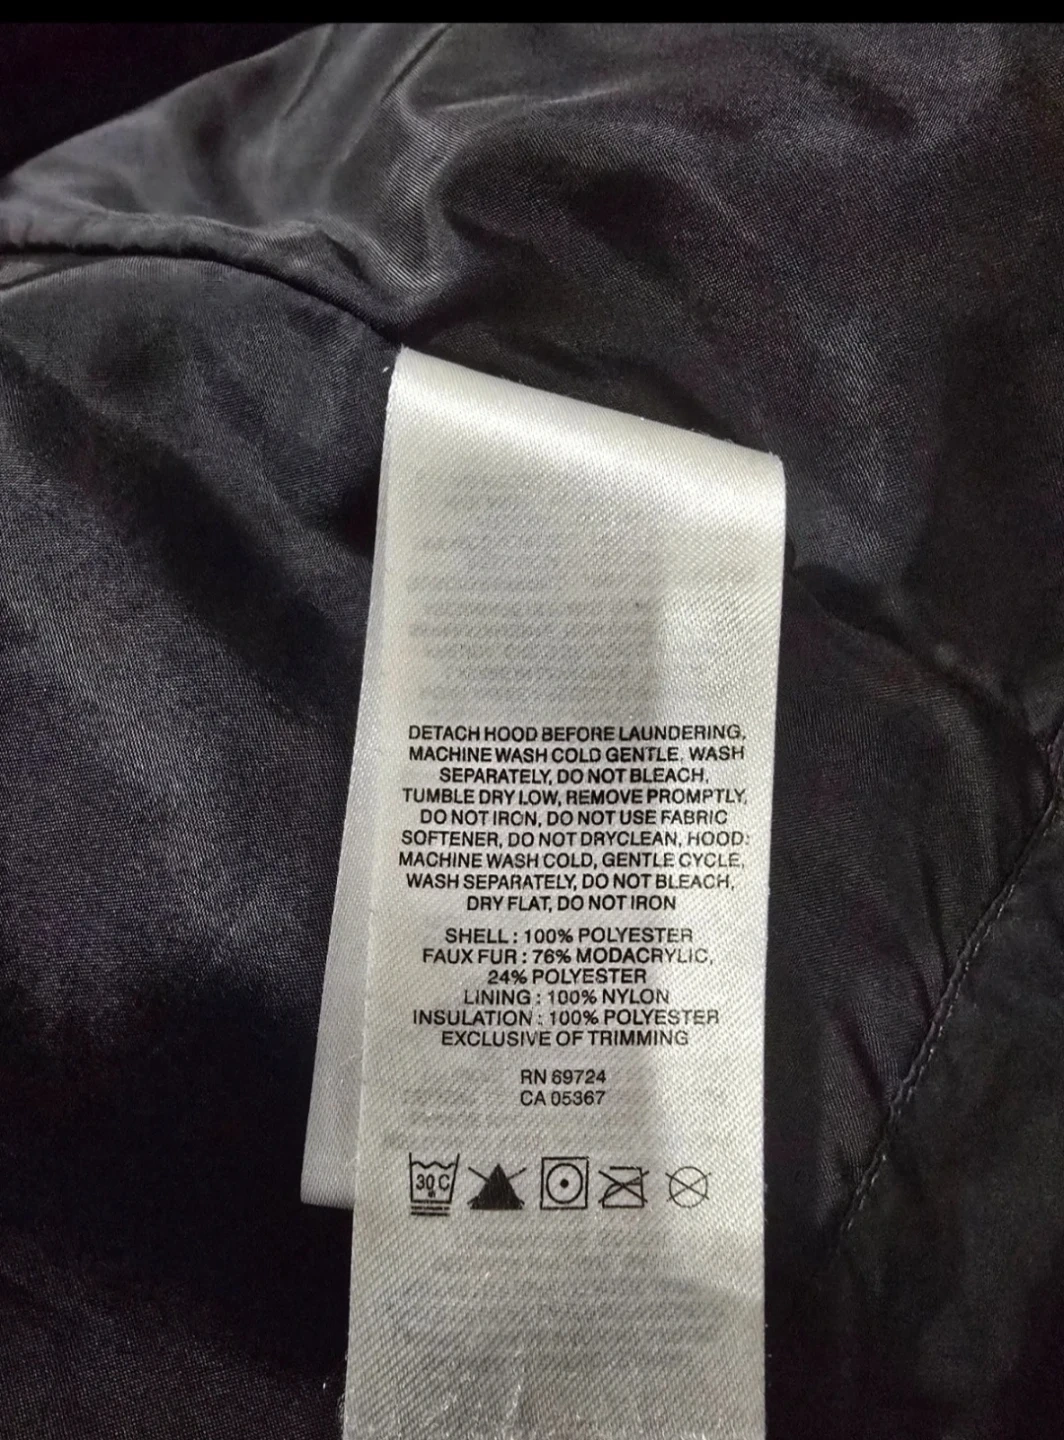 DETACH HOOD BEFORE LAUNDERING,
MACHINE WASH COLD GENTLE, WASH
SEPARATELY, DO NOT BLEACH,
TUMBLE DRY LOW, REMOVE PROMPTLY,
DO NOT IRON, DO NOT USE FABRIC
SOFTENER, DO NOT DRYCLEAN, HOOD:
MACHINE WASH COLD, GENTLE CYCLE,
WASH SEPARATELY, DO NOT BLEACH,
DRY FLAT, DO NOT IRON
SHELL : 100% POLYESTER
FAUX FUR : 76% MODACRYLIC,
24% POLYESTER
LINING : 100% NYLON
INSULATION : 100% POLYESTER
EXCLUSIVE OF TRIMMING
RN 69724
CA 05367
30 C